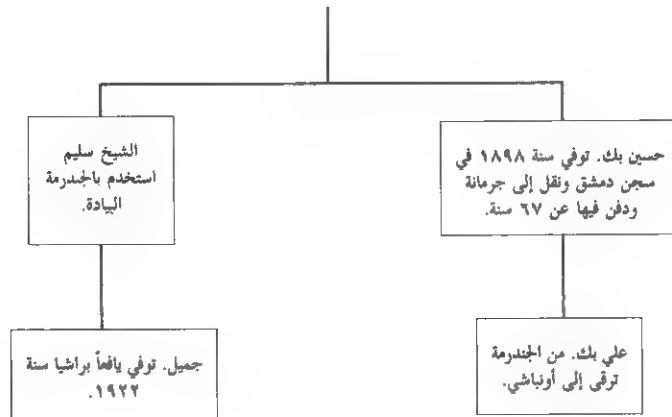 حسين بك. توفي سنة ١٨٩٨ في
سجن دمشق ونقل إلى جرمانة
ودفن فيها عن ٦٧ سنة.
الشيخ سليم
استخدم بالجندرمة
البيادة.
علي بك. من الجندرمة
ترقى إلى أونباشي.
جميل. توفي يافعاً براشيا سنة
١٩٢٢.